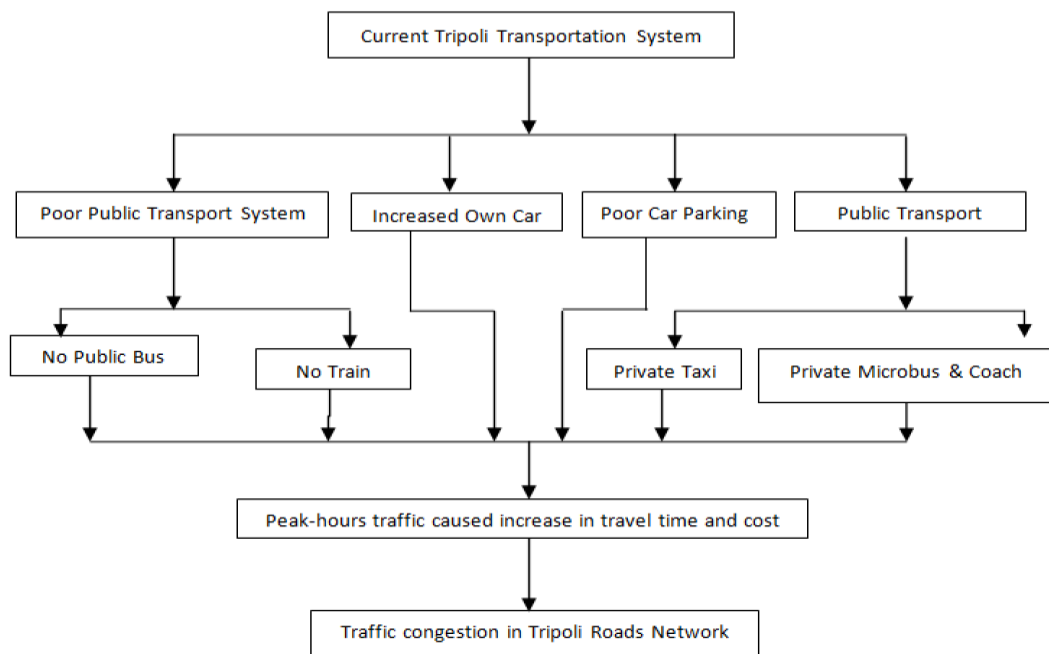 Current Tripoli Transportation System
Poor Public Transport System
Increased Own Car
Poor Car Parking
Public Transport
No Public Bus
No Train
Private Taxi
Private Microbus & Coach
Peak-hours traffic caused increase in travel time and cost
Traffic congestion in Tripoli Roads Network